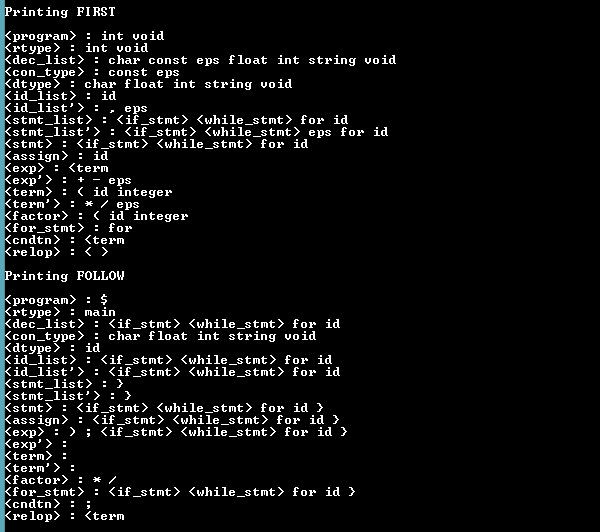 Printing FIRST
<program> : int void
<rtype> : int void
<dec_list> : char const eps float int string void
<con_type> : const eps
<dtype> : char float int string void
<id_list> : id
<id_list'> : , eps
<stmt_list> : <if_stmt> <while_stmt> for id
<stmt_list'> : <if_stmt> <while_stmt> eps for id
<stmt> : <if_stmt> <while_stmt> for id
<assign> : id
<exp> : <term
<exp'> : + - eps
<term> : ( id integer
<term'> : * / eps
<factor> : ( id integer
<for_stmt> : for
<cndtn> : <term
<relop> : < >
Printing FOLLOW
<program> : $
<rtype> : main
<dec_list> : <if_stmt> <while_stmt> for id
<con_type> : char float int string void
<dtype> : id
<id_list> : <if_stmt> <while_stmt> for id
<id_list'> : <if_stmt> <while_stmt> for id
<stmt_list> : }
<stmt_list'> : }
<stmt> : <if_stmt> <while_stmt> for id }
<assign> : <if_stmt> <while_stmt> for id }
<exp> : ) ; <if_stmt> <while_stmt> for id }
<exp'> :
<term> :
<term'> :
<factor> : * /
<for_stmt> : <if_stmt> <while_stmt> for id }
<cndtn> : ;
<relop> : <term